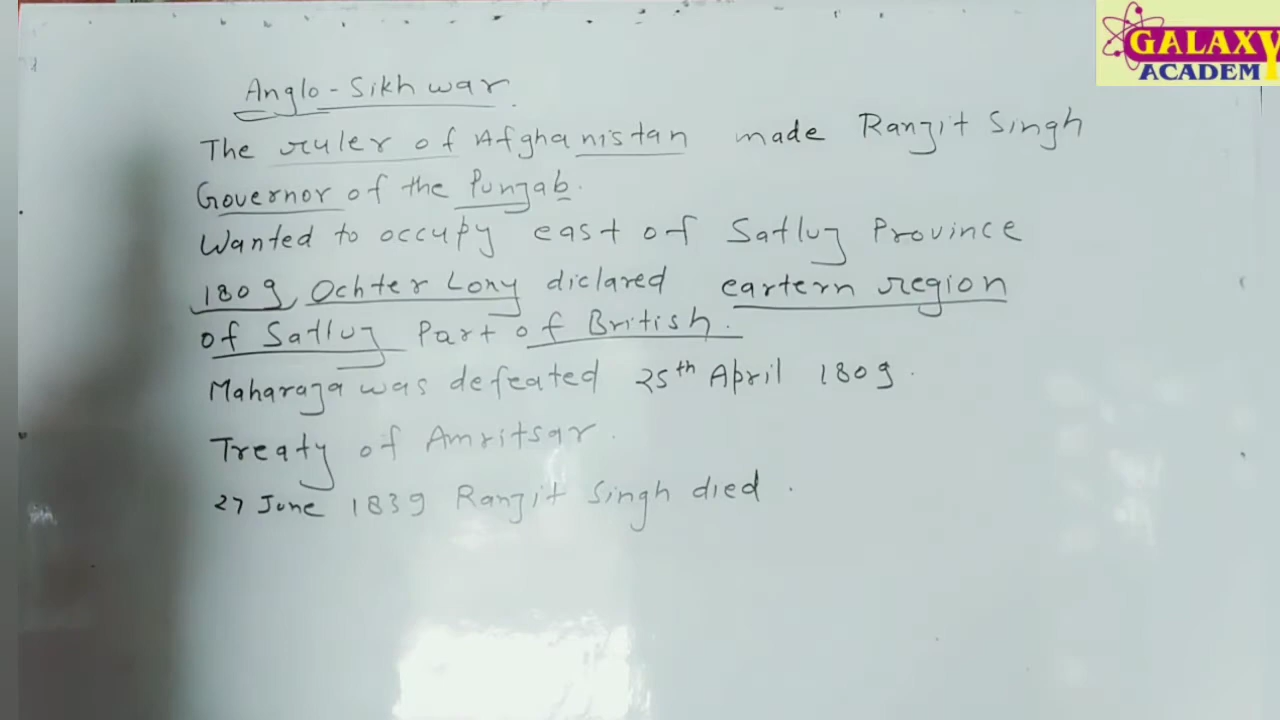 GALAXY
ACADEM
Anglo-Sikh war.
The ruler of Afghanistan made Ranjit Singh
Governor of the Punjab.
Wanted to occupy east of Satluj Province
1809, Ochter Lony diclared eartern region
of Satluj Part of British.
Maharaja was defeated 25th April 1809.
Treaty of Amritsar.
27 June 1839 Ranjit Singh died.